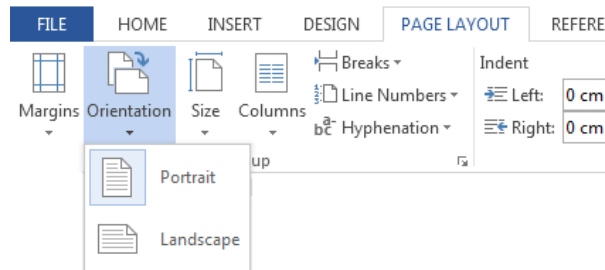 FILE HOME INSERT DESIGN PAGE LAYOUT REFERE
Breaks Indent
Line Numbers Left: 0 cm
Margins Orientation Size Columns
bc Hyphenation Right: 0 cm
up
Portrait
Landscape